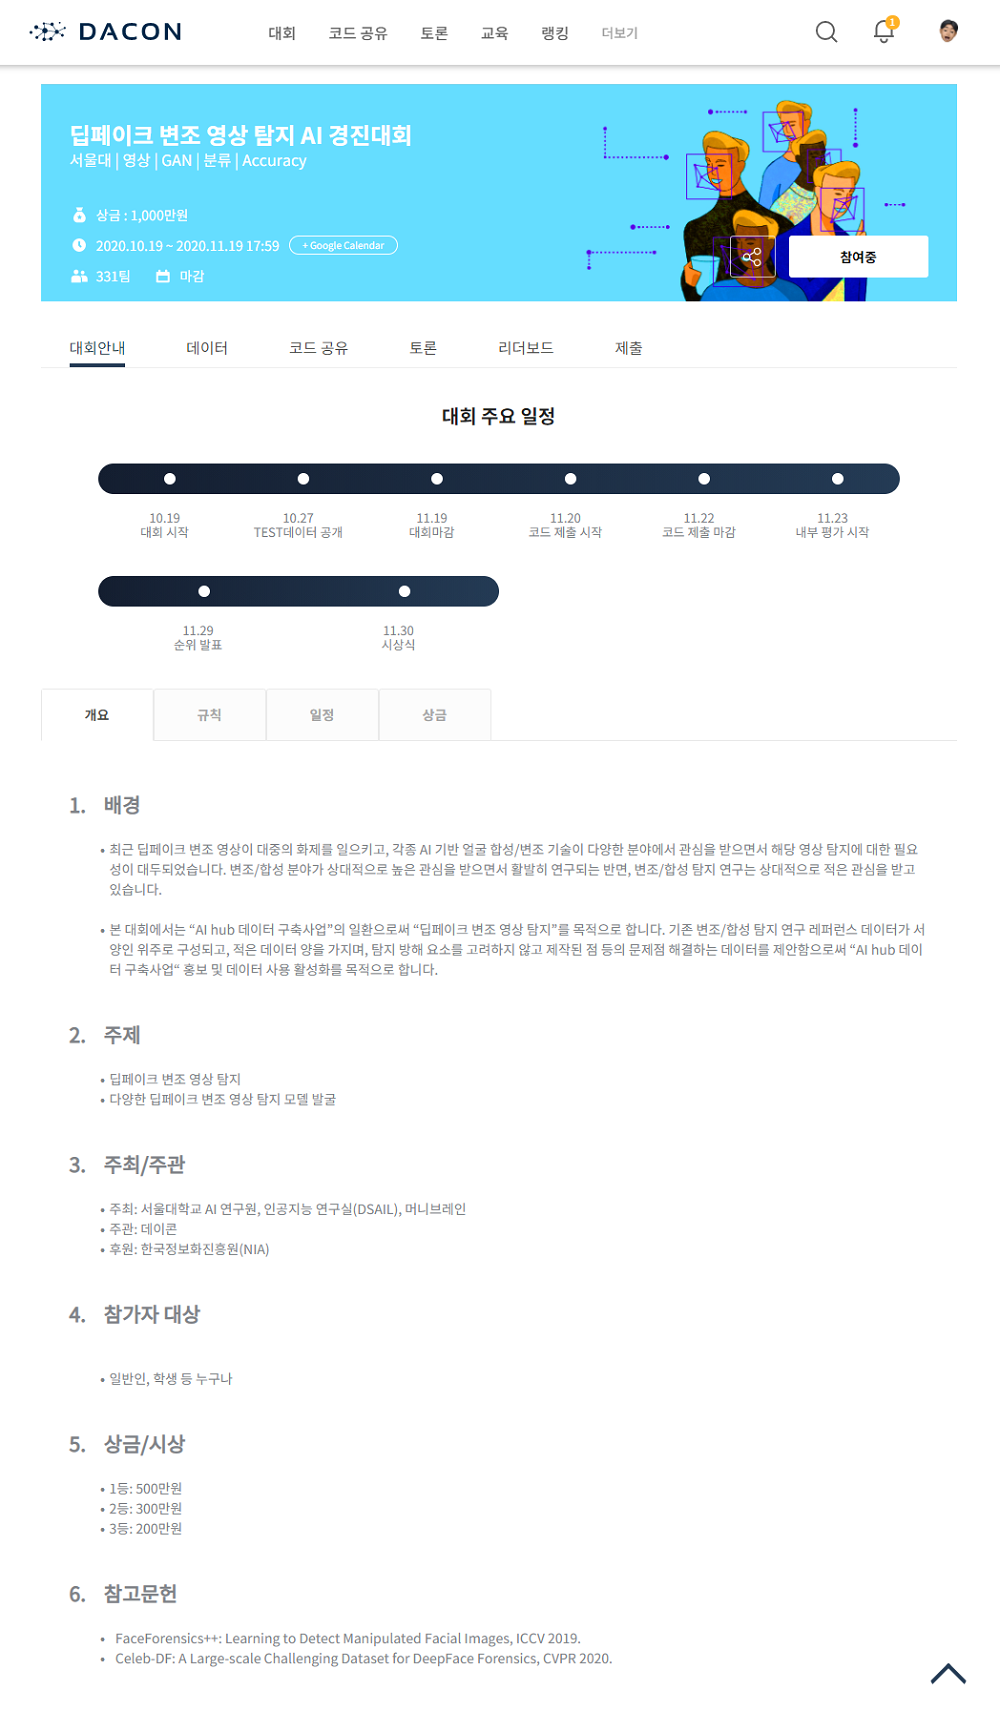 DACON
대회 코드 공유 토론 교육 랭킹 더보기
1
딥페이크 변조 영상 탐지 AI 경진대회
서울대 | 영상 | GAN | 분류 | Accuracy
상금 : 1,000만원
2020.10.19 ~ 2020.11.19 17:59 + Google Calendar
331팀 마감
참여중
대회안내 데이터 코드 공유 토론 리더보드 제출
대회 주요 일정
10.19 10.27 11.19 11.20 11.22 11.23
대회 시작 TEST데이터 공개 대회마감 코드 제출 시작 코드 제출 마감 내부 평가 시작
11.29 11.30
순위 발표 시상식
개요 규칙 일정 상금
1. 배경
• 최근 딥페이크 변조 영상이 대중의 화제를 일으키고, 각종 AI 기반 얼굴 합성/변조 기술이 다양한 분야에서 관심을 받으면서 해당 영상 탐지에 대한 필요
성이 대두되었습니다. 변조/합성 분야가 상대적으로 높은 관심을 받으면서 활발히 연구되는 반면, 변조/합성 탐지 연구는 상대적으로 적은 관심을 받고
있습니다.
• 본 대회에서는 “AI hub 데이터 구축사업”의 일환으로써 “딥페이크 변조 영상 탐지”를 목적으로 합니다. 기존 변조/합성 탐지 연구 레퍼런스 데이터가 서
양인 위주로 구성되고, 적은 데이터 양을 가지며, 탐지 방해 요소를 고려하지 않고 제작된 점 등의 문제점 해결하는 데이터를 제안함으로써 “AI hub 데이
터 구축사업“ 홍보 및 데이터 사용 활성화를 목적으로 합니다.
2. 주제
• 딥페이크 변조 영상 탐지
• 다양한 딥페이크 변조 영상 탐지 모델 발굴
3. 주최/주관
• 주최: 서울대학교 AI 연구원, 인공지능 연구실(DSAIL), 머니브레인
• 주관: 데이콘
• 후원: 한국정보화진흥원(NIA)
4. 참가자 대상
• 일반인, 학생 등 누구나
5. 상금/시상
• 1등: 500만원
• 2등: 300만원
• 3등: 200만원
6. 참고문헌
• FaceForensics++: Learning to Detect Manipulated Facial Images, ICCV 2019.
• Celeb-DF: A Large-scale Challenging Dataset for DeepFace Forensics, CVPR 2020.